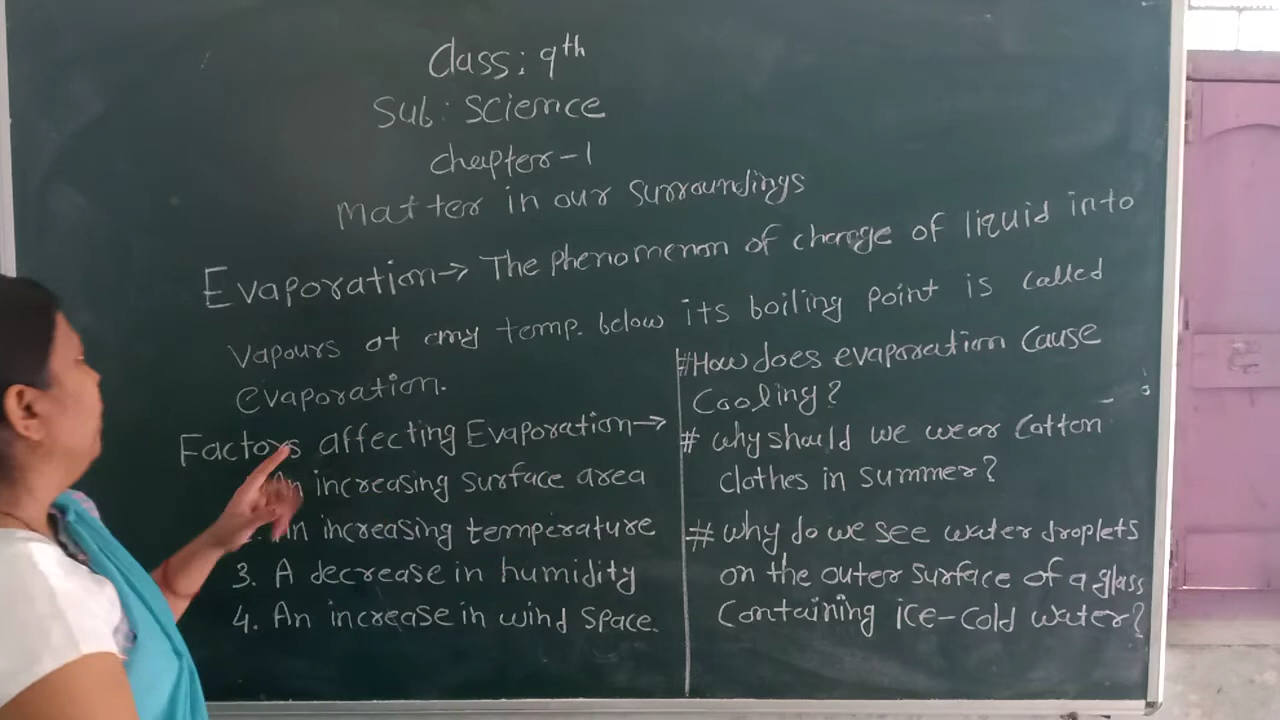 Class: 9th
Sub: Science
Chapter-1
Matter in our surroundings
Evaporation→ The phenomenon of change of liquid into
vapours at any temp. below its boiling point is called
evaporation.
Factors affecting Evaporation→
An increasing surface area
2. An increasing temperature
3. A decrease in humidity
4. An increase in wind space.
#How does evaporation cause
Cooling?
# why should we wear Cotton
clothes in summer?
# why do we see water droplets
on the outer surface of a glass
Containing ice-cold water?